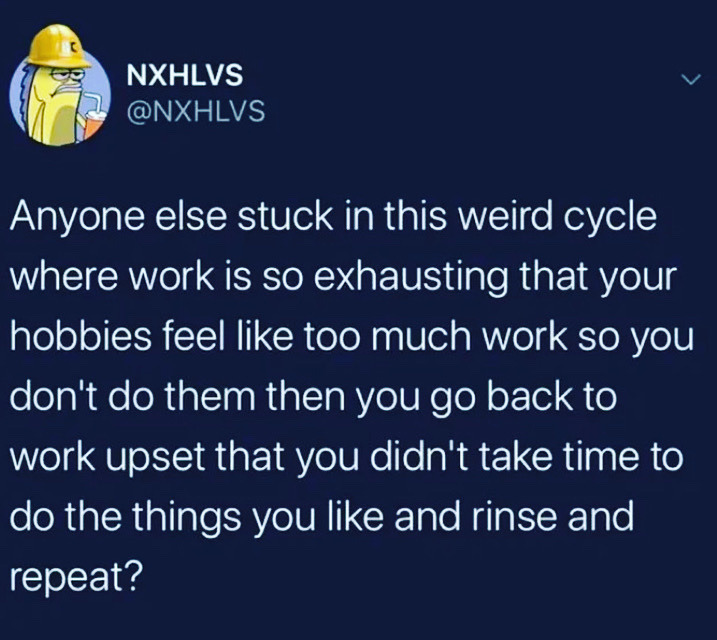 NXHLVS
@NXHLVS
Anyone else stuck in this weird cycle
where work is so exhausting that your
hobbies feel like too much work so you
don't do them then you go back to
work upset that you didn't take time to
do the things you like and rinse and
repeat?